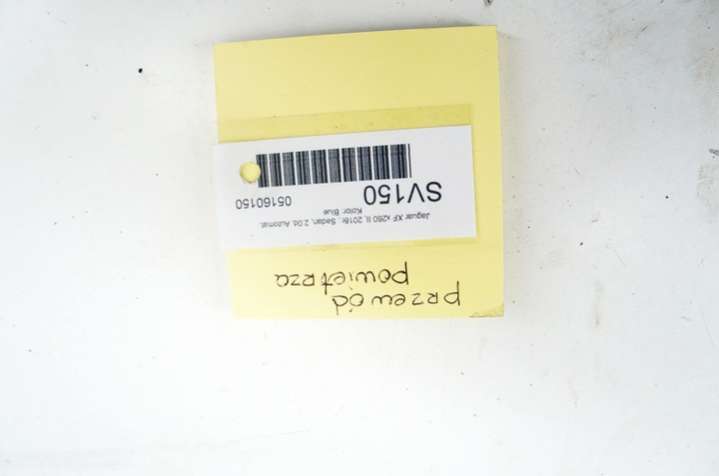 przewód
powietrza
Jaguar XF x260 II, 2016r., Sedan, 2.0d, Automat.
Kolor: Blue
SV150
05160150